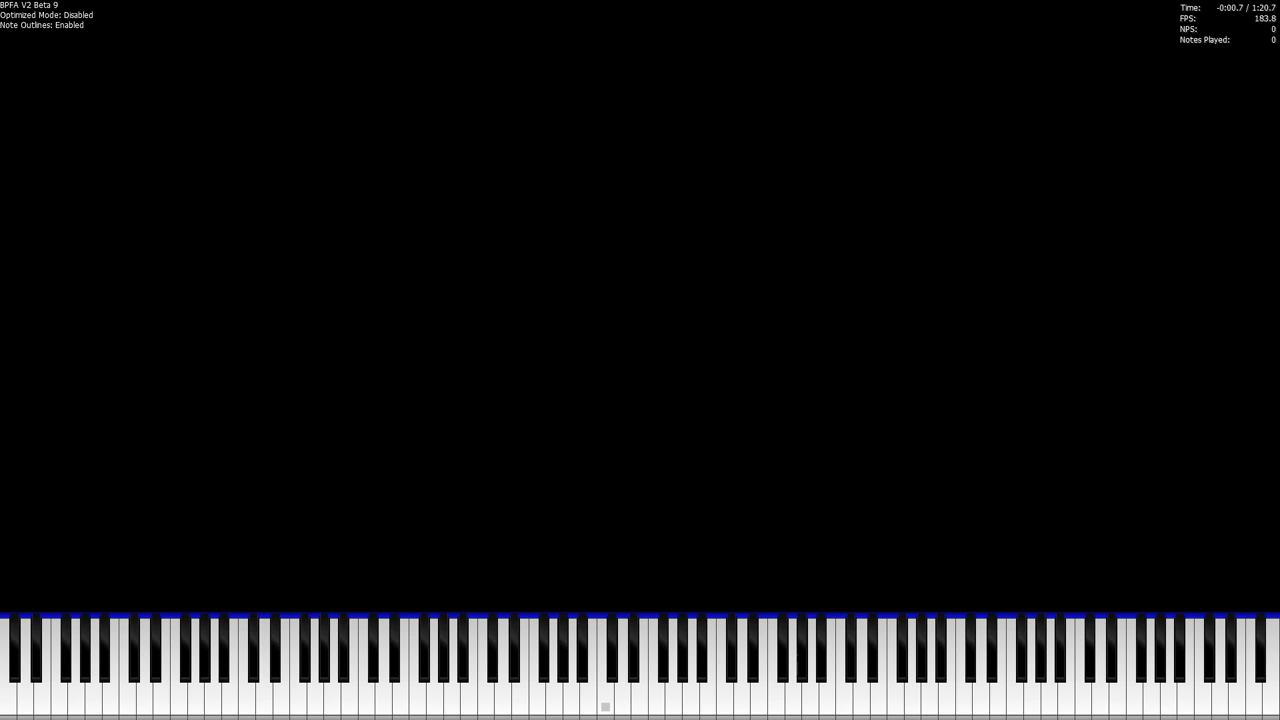 BPFA V2 Beta 9
Optimized Mode: Disabled
Note Outlines: Enabled
Time: -0:00.7 / 1:20.7
FPS: 183.8
NPS: 0
Notes Played: 0